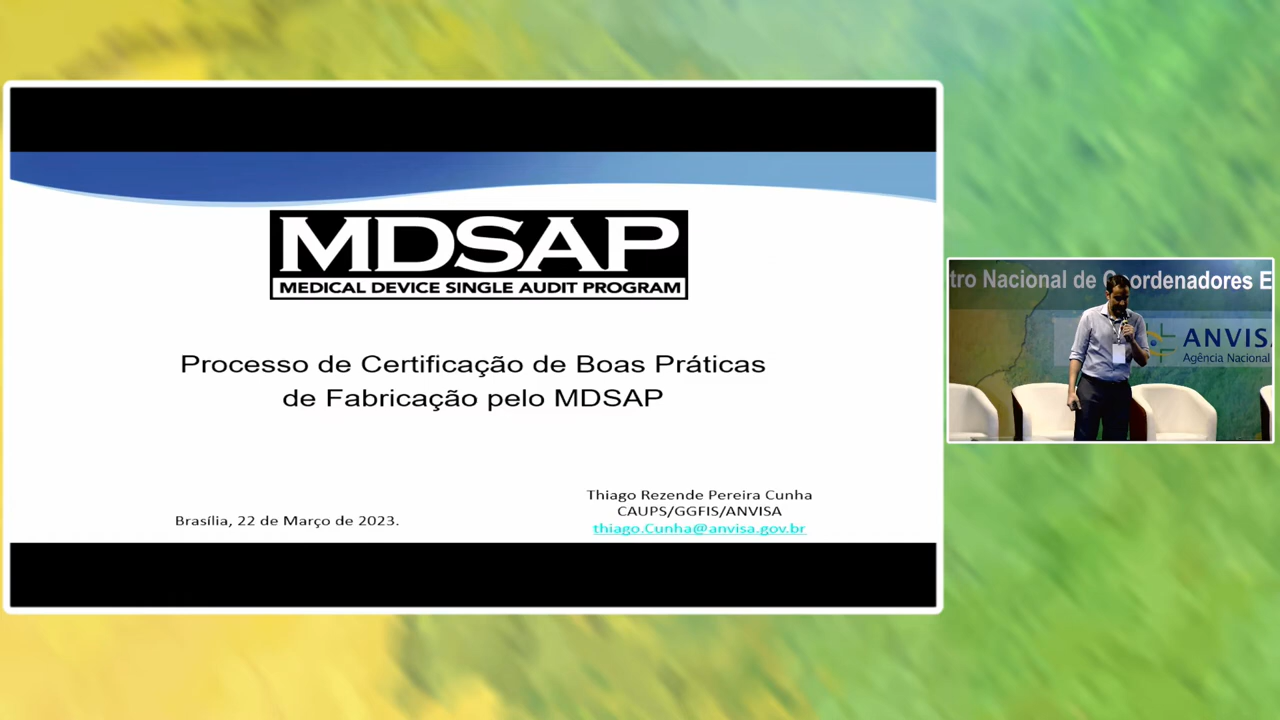 MDSAP
MEDICAL DEVICE SINGLE AUDIT PROGRAM
Processo de Certificação de Boas Práticas
de Fabricação pelo MDSAP
Thiago Rezende Pereira Cunha
CAUPS/GGFIS/ANVISA
thiago.Cunha@anvisa.gov.br
Brasília, 22 de Março de 2023.
tro Nacional de Coordenadores E
ANVIS
Agência Nacional